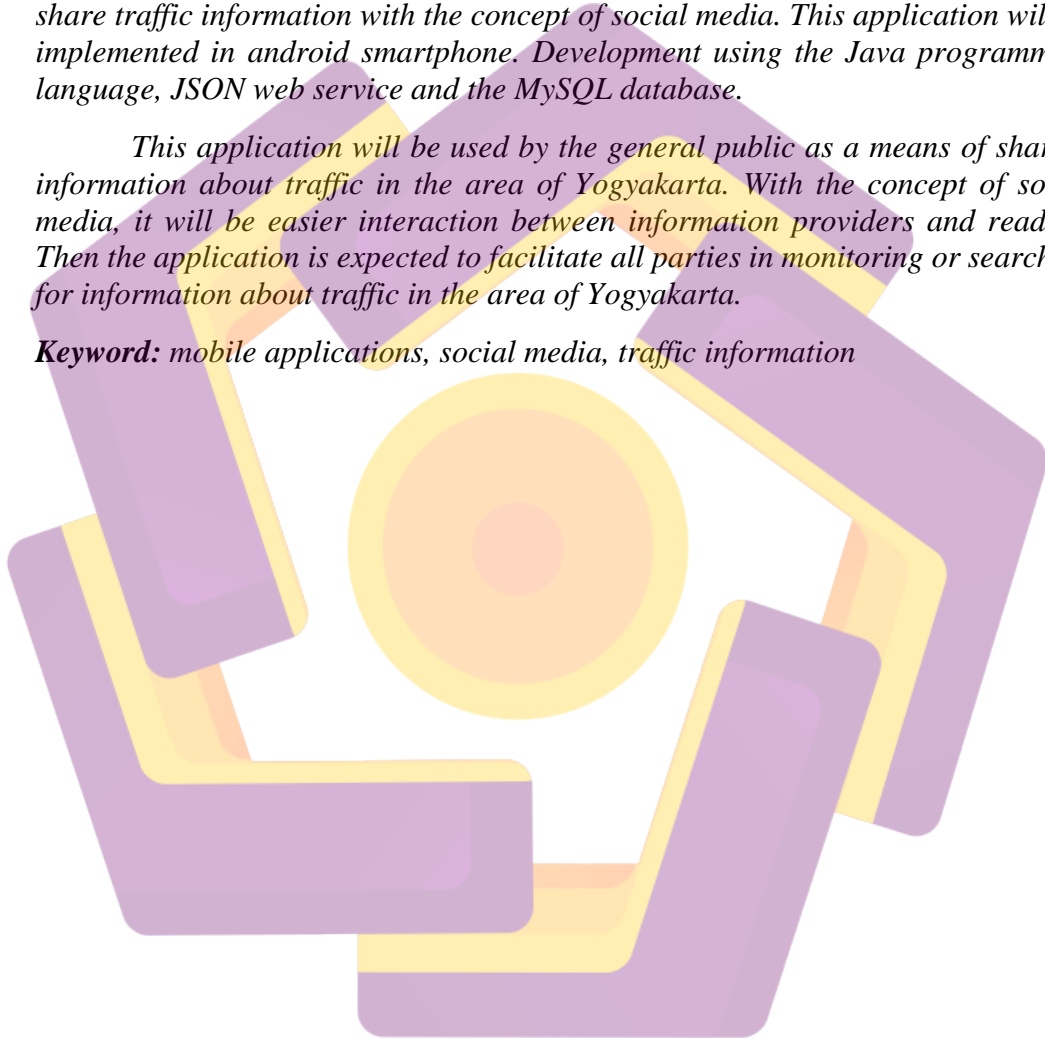 share traffic information with the concept of social media. This application wil
implemented in android smartphone. Development using the Java programm
language, JSON web service and the MySQL database.
This application will be used by the general public as a means of shar
information about traffic in the area of Yogyakarta. With the concept of so
media, it will be easier interaction between information providers and read
Then the application is expected to facilitate all parties in monitoring or search
for information about traffic in the area of Yogyakarta.
Keyword: mobile applications, social media, traffic information